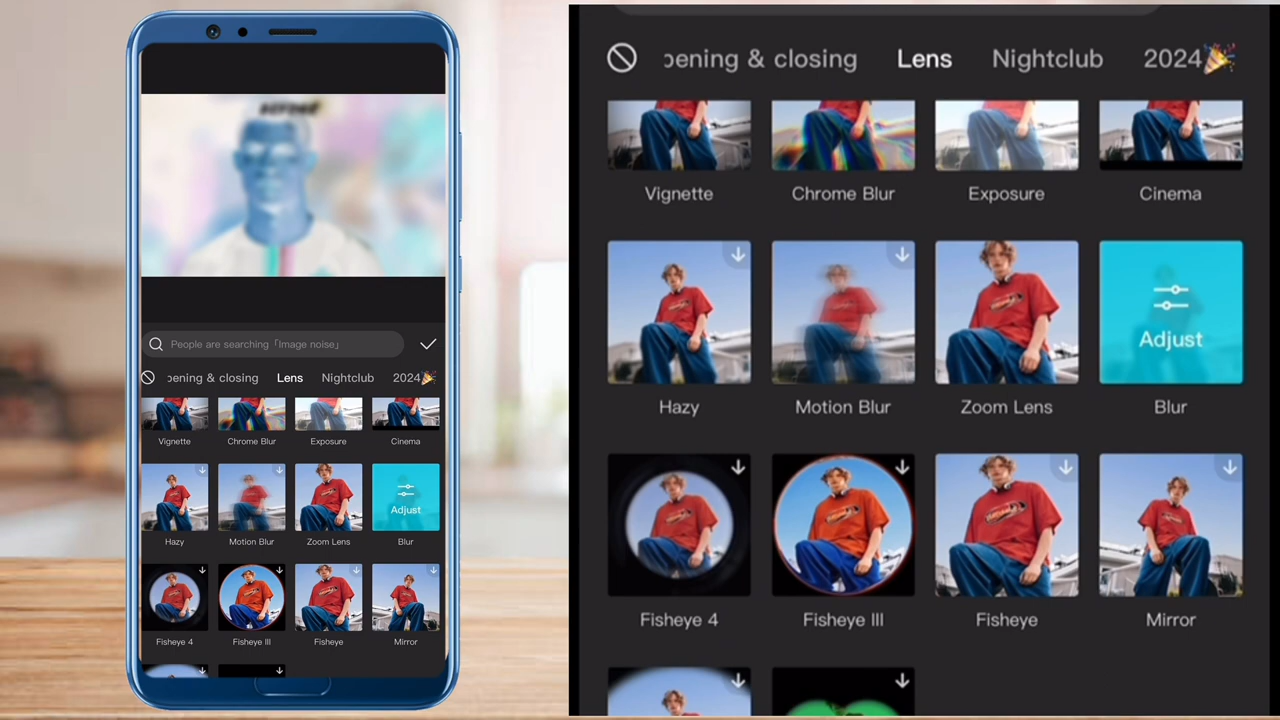 People are searching「Image noise」
pening & closing Lens Nightclub 2024🎉
Vignette Chrome Blur Exposure Cinema
Adjust
Hazy Motion Blur Zoom Lens Blur
Fisheye 4 Fisheye III Fisheye Mirror
pening & closing Lens Nightclub 2024🎉
Vignette Chrome Blur Exposure Cinema
Adjust
Hazy Motion Blur Zoom Lens Blur
Fisheye 4 Fisheye III Fisheye Mirror